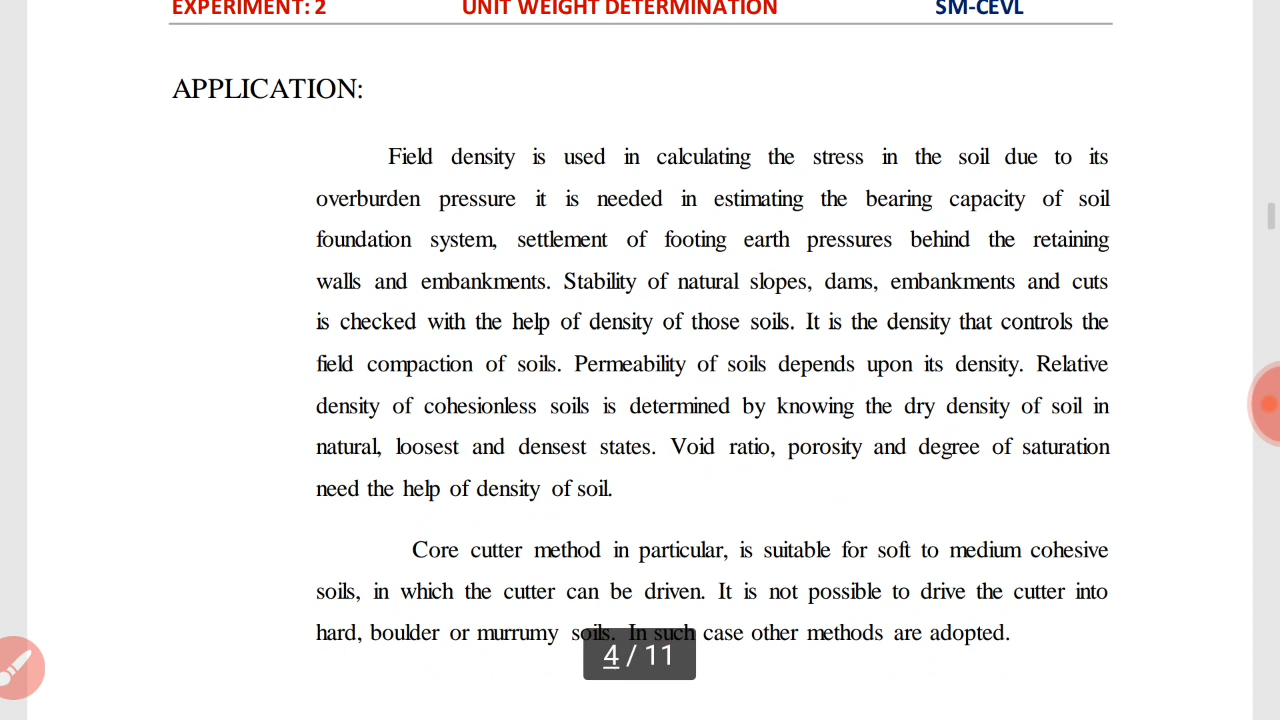 EXPERIMENT: 2 UNIT WEIGHT DETERMINATION SM-CEVL
APPLICATION:
Field density is used in calculating the stress in the soil due to its
overburden pressure it is needed in estimating the bearing capacity of soil
foundation system, settlement of footing earth pressures behind the retaining
walls and embankments. Stability of natural slopes, dams, embankments and cuts
is checked with the help of density of those soils. It is the density that controls the
field compaction of soils. Permeability of soils depends upon its density. Relative
density of cohesionless soils is determined by knowing the dry density of soil in
natural, loosest and densest states. Void ratio, porosity and degree of saturation
need the help of density of soil.
Core cutter method in particular, is suitable for soft to medium cohesive
soils, in which the cutter can be driven. It is not possible to drive the cutter into
hard, boulder or murrumy soils. In such case other methods are adopted.
4 / 11